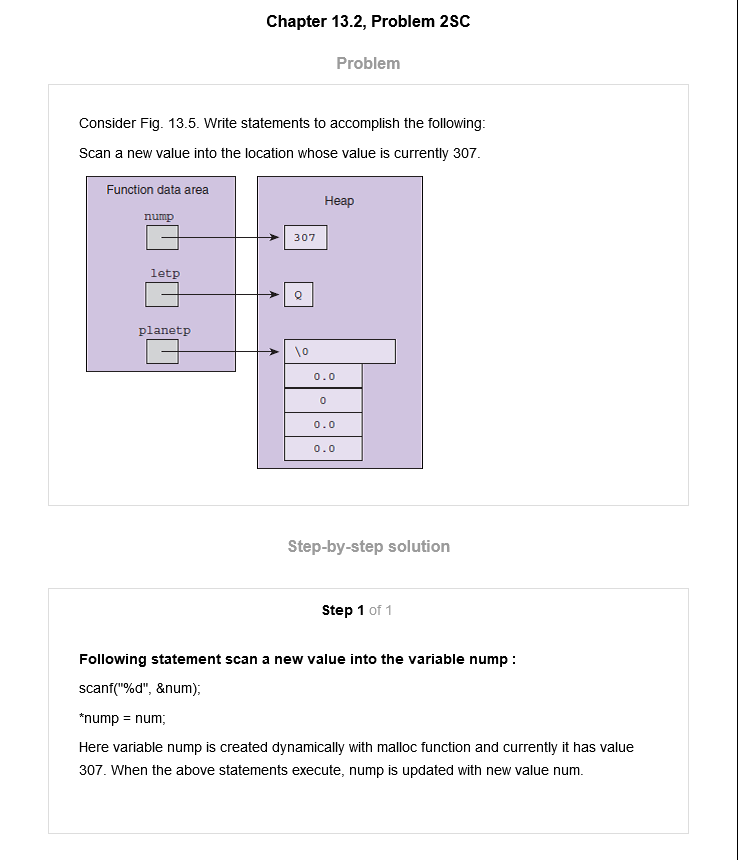 Chapter 13.2, Problem 2SC
Problem
Consider Fig. 13.5. Write statements to accomplish the following:
Scan a new value into the location whose value is currently 307.
Function data area
Heap
nump
307
letp
Q
planetp
\0
0.0
0
0.0
0.0
Step-by-step solution
Step 1 of 1
Following statement scan a new value into the variable nump :
scanf("%d", &num);
*nump = num;
Here variable nump is created dynamically with malloc function and currently it has value
307. When the above statements execute, nump is updated with new value num.